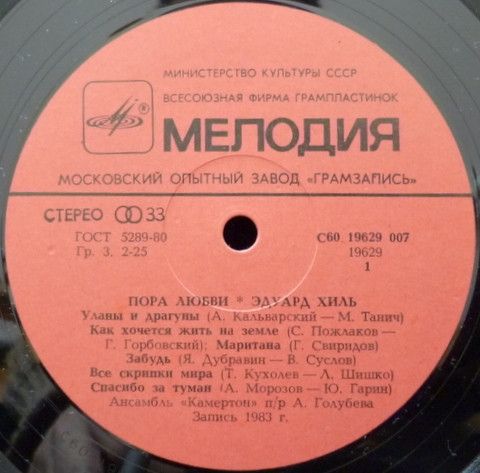 МИНИСТЕРСТВО КУЛЬТУРЫ СССР
ВСЕСОЮЗНАЯ ФИРМА ГРАМПЛАСТИНОК
® МЕЛОДИЯ
МОСКОВСКИЙ ОПЫТНЫЙ ЗАВОД «ГРАМЗАПИСЬ»
СТЕРЕО 33
ГОСТ 5289-80
Гр. 3. 2-25
С60 19629 007
19629
1
ПОРА ЛЮБВИ * ЭДУАРД ХИЛЬ
Уланы и драгуны (А. Кальварский — М. Танич)
Как хочется жить на земле (С. Пожлаков —
Г. Горбовский); Маритана (Г. Свиридов)
Забудь (Я. Дубравин — В. Суслов)
Все скрипки мира (Т. Кухолев — Л. Шишко)
Спасибо за туман (А. Морозов — Ю. Гарин)
Ансамбль «Камертон» п/р А. Голубева
Запись 1983 г.